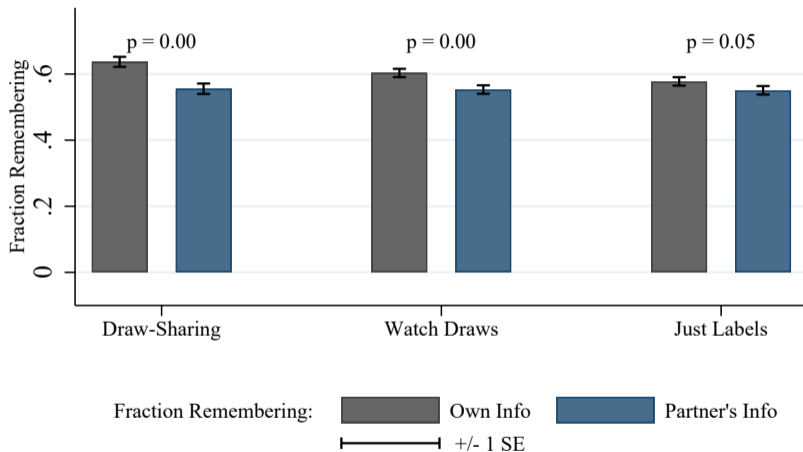 p = 0.00 p = 0.00 p = 0.05
Fraction Remembering
.6
.4
.2
0
Draw-Sharing Watch Draws Just Labels
Fraction Remembering: Own Info Partner's Info
+/- 1 SE